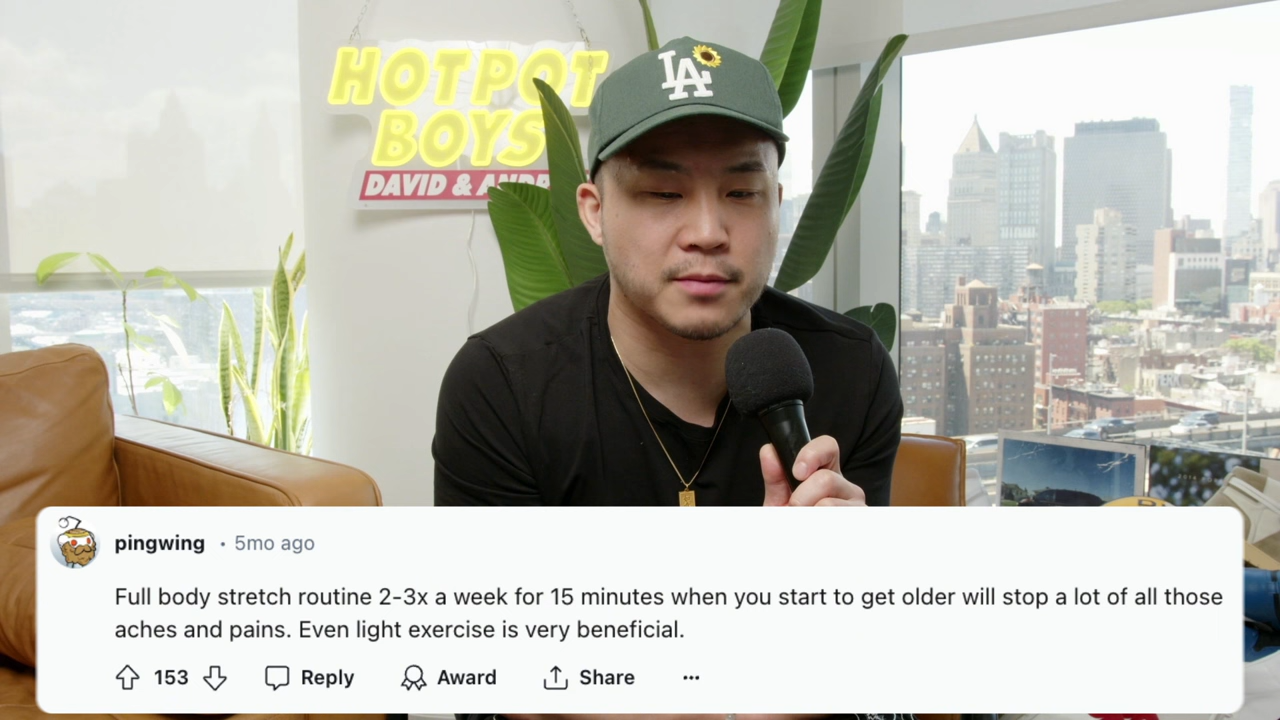 HOTPOT
BOYS
DAVID &
LA
pingwing • 5mo ago
Full body stretch routine 2-3x a week for 15 minutes when you start to get older will stop a lot of all those
aches and pains. Even light exercise is very beneficial.
153 Reply Award Share ...